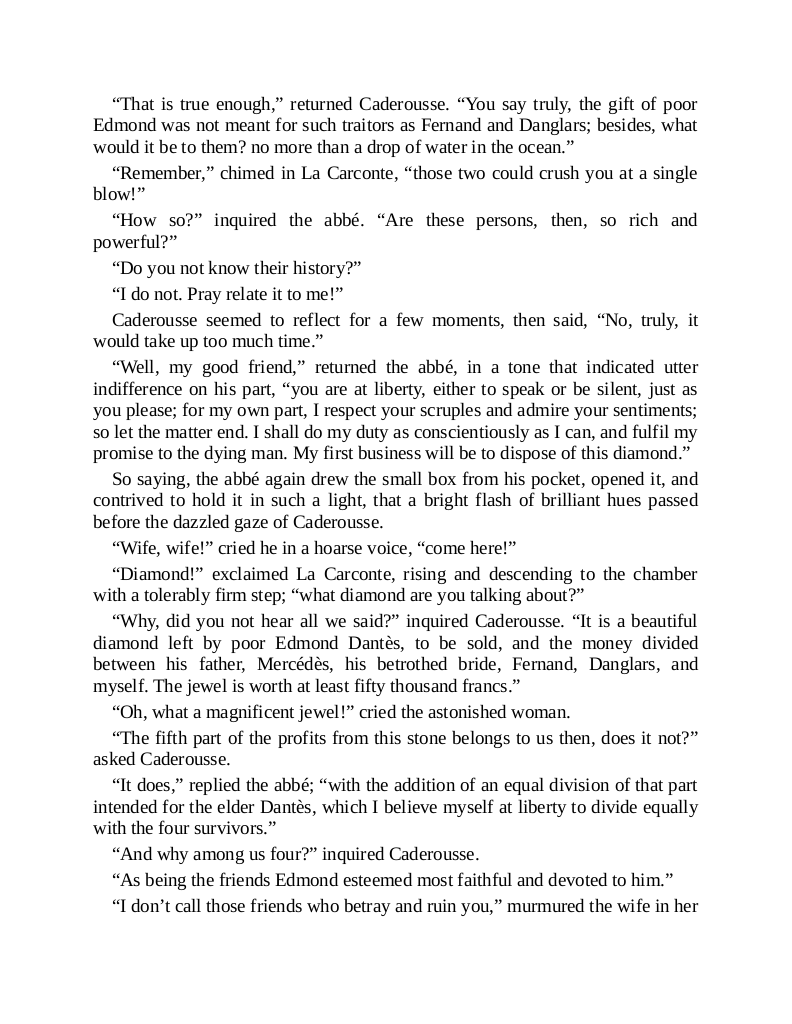 “That is true enough,” returned Caderousse. “You say truly, the gift of poor
Edmond was not meant for such traitors as Fernand and Danglars; besides, what
would it be to them? no more than a drop of water in the ocean.”
“Remember,” chimed in La Carconte, “those two could crush you at a single
blow!”
“How so?” inquired the abbé. “Are these persons, then, so rich and
powerful?”
“Do you not know their history?”
“I do not. Pray relate it to me!”
Caderousse seemed to reflect for a few moments, then said, “No, truly, it
would take up too much time.”
“Well, my good friend,” returned the abbé, in a tone that indicated utter
indifference on his part, “you are at liberty, either to speak or be silent, just as
you please; for my own part, I respect your scruples and admire your sentiments;
so let the matter end. I shall do my duty as conscientiously as I can, and fulfil my
promise to the dying man. My first business will be to dispose of this diamond.”
So saying, the abbé again drew the small box from his pocket, opened it, and
contrived to hold it in such a light, that a bright flash of brilliant hues passed
before the dazzled gaze of Caderousse.
“Wife, wife!” cried he in a hoarse voice, “come here!”
“Diamond!” exclaimed La Carconte, rising and descending to the chamber
with a tolerably firm step; “what diamond are you talking about?”
“Why, did you not hear all we said?” inquired Caderousse. “It is a beautiful
diamond left by poor Edmond Dantès, to be sold, and the money divided
between his father, Mercédès, his betrothed bride, Fernand, Danglars, and
myself. The jewel is worth at least fifty thousand francs.”
“Oh, what a magnificent jewel!” cried the astonished woman.
“The fifth part of the profits from this stone belongs to us then, does it not?”
asked Caderousse.
“It does,” replied the abbé; “with the addition of an equal division of that part
intended for the elder Dantès, which I believe myself at liberty to divide equally
with the four survivors.”
“And why among us four?” inquired Caderousse.
“As being the friends Edmond esteemed most faithful and devoted to him.”
“I don’t call those friends who betray and ruin you,” murmured the wife in her